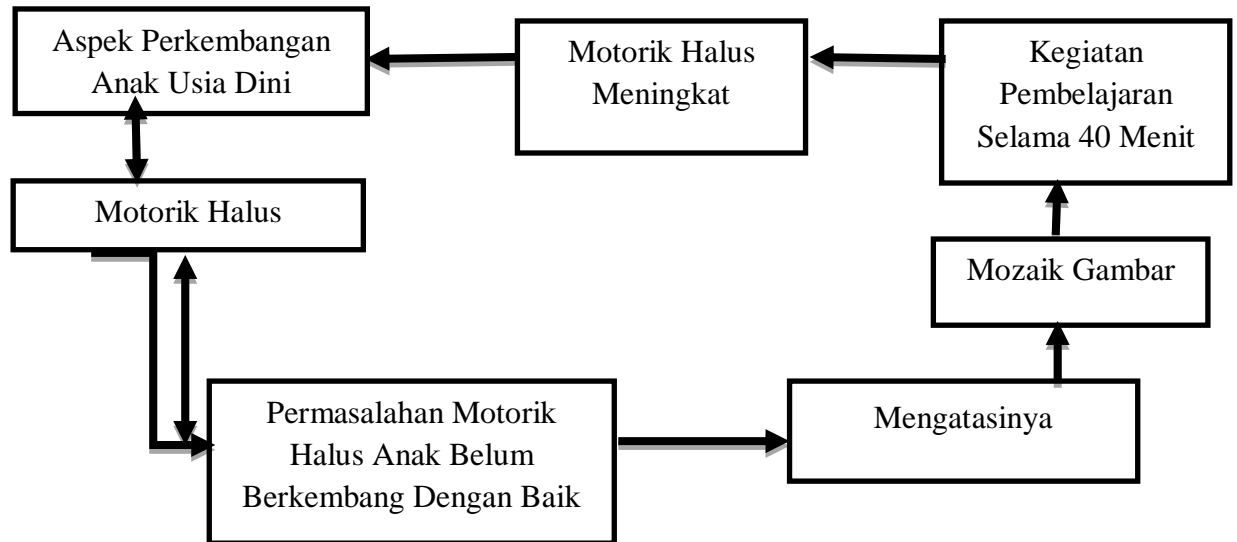 Aspek Perkembangan
Anak Usia Dini
Motorik Halus
Meningkat
Kegiatan
Pembelajaran
Selama 40 Menit
Motorik Halus
Mozaik Gambar
Permasalahan Motorik
Halus Anak Belum
Berkembang Dengan Baik
Mengatasinya